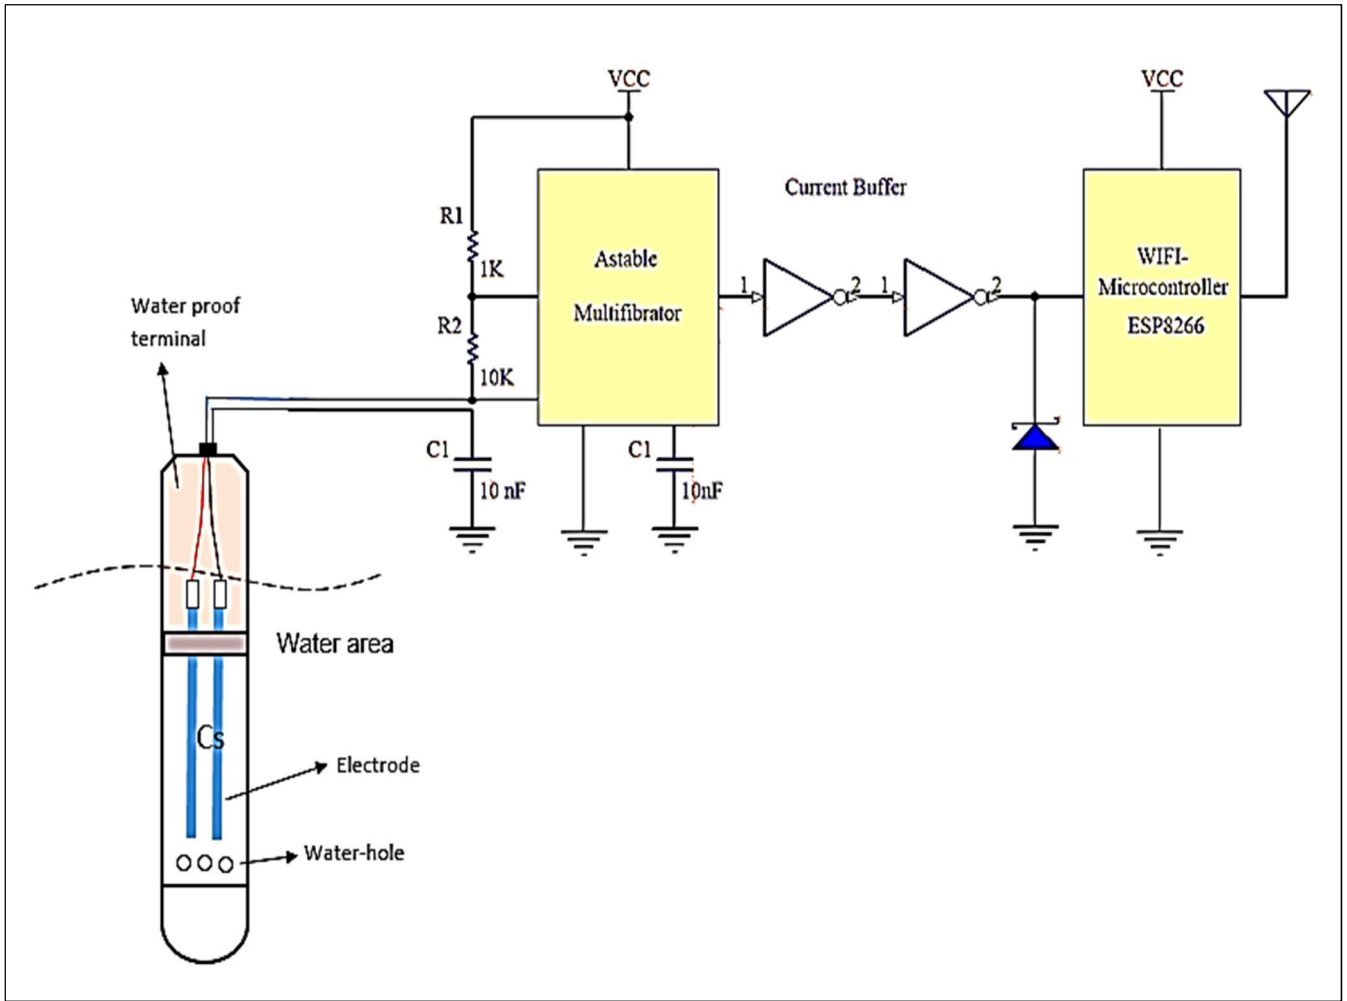 VCC
VCC
Current Buffer
R1
1K
Astable
Multifibrator
1
2
1
2
WIFI-
Microcontroller
ESP8266
Water proof
terminal
R2
10K
C1
10 nF
C1
10nF
Water area
Cs
Electrode
Water-hole